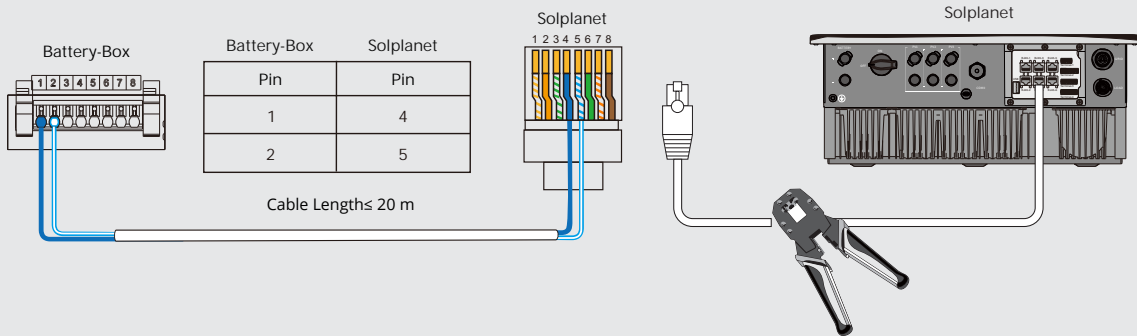 Battery-Box
1 2 3 4 5 6 7 8
Battery-Box Solplanet
Pin Pin
1 4
2 5
Cable Length≤ 20 m
Solplanet
1 2 3 4 5 6 7 8
Solplanet